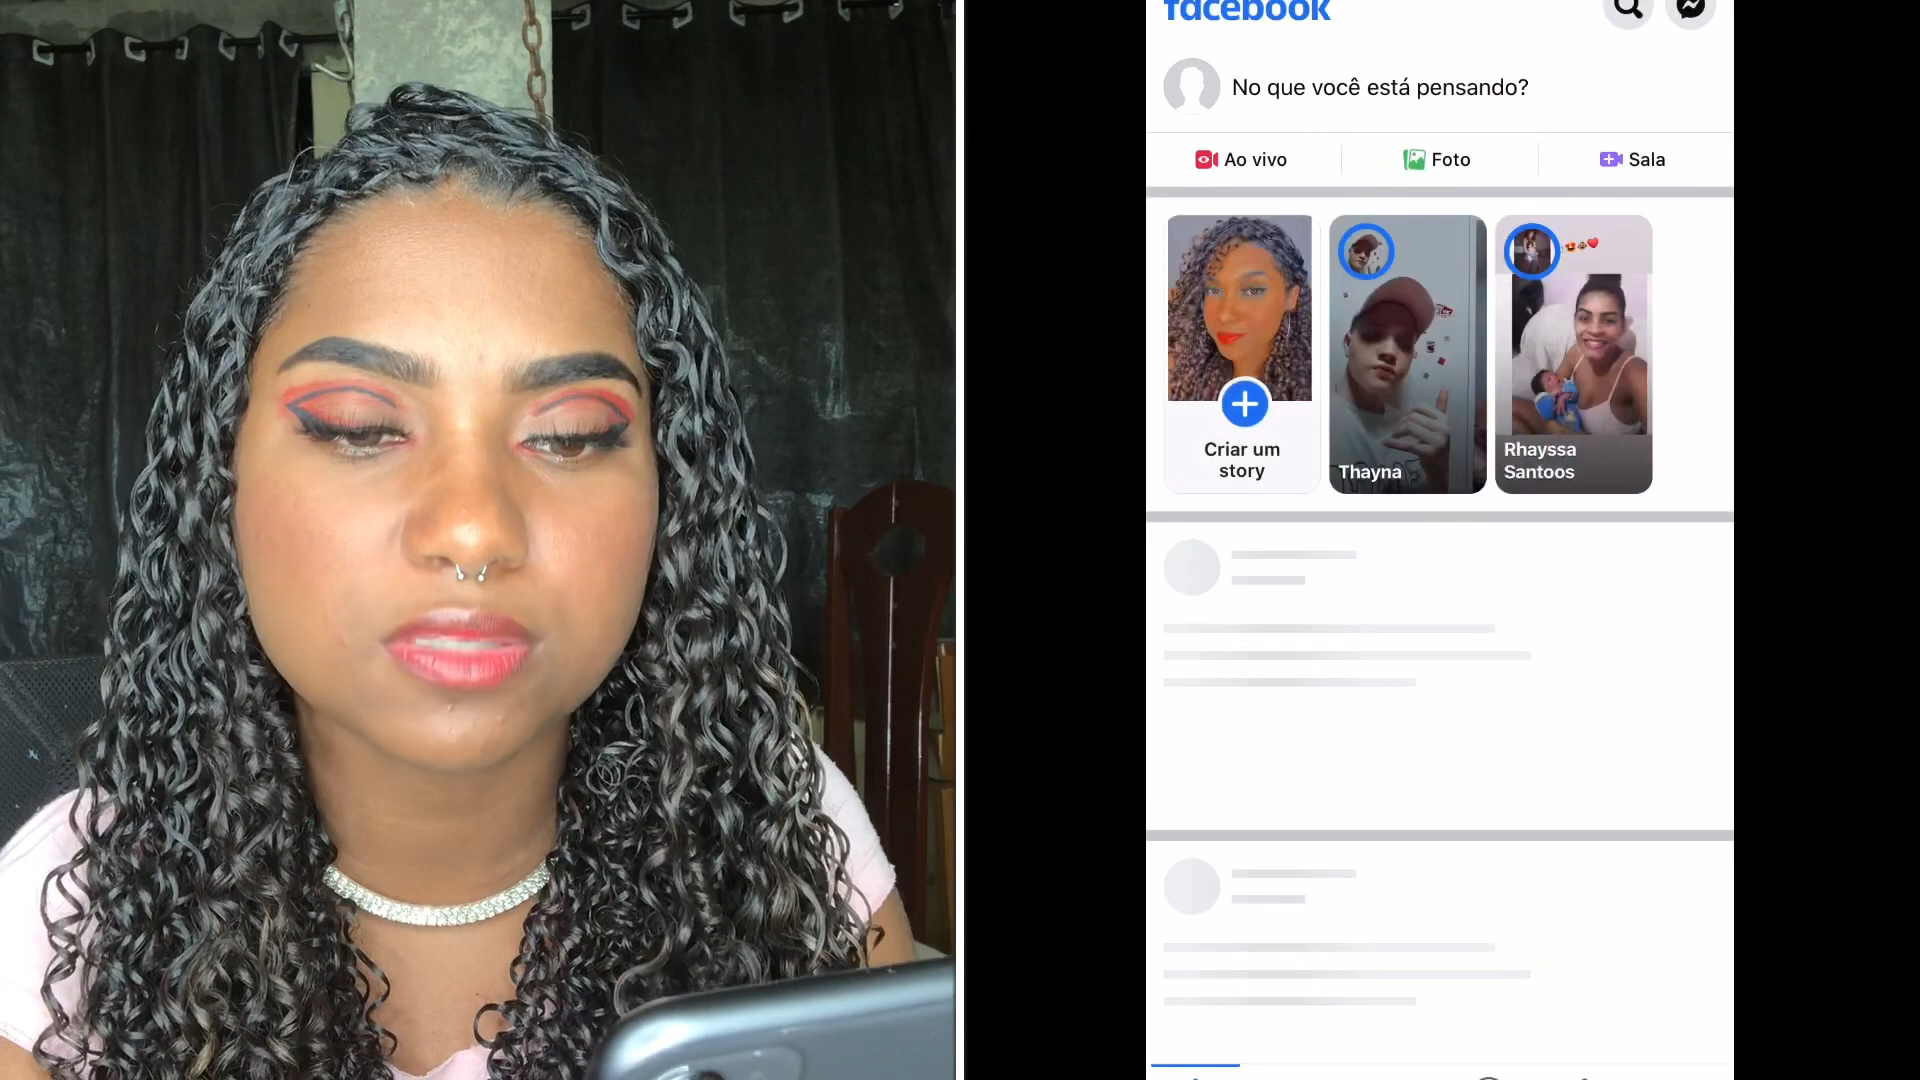 facebook
No que você está pensando?
Ao vivo
Foto
Sala
Criar um
story
Thayna
Rhayssa
Santoos